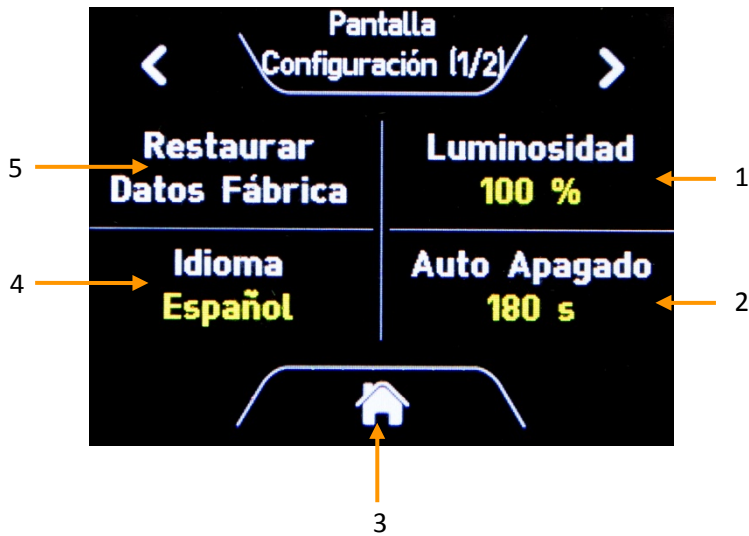 Pantalla
Configuración (1/2)
Restaurar
Datos Fábrica
Luminosidad
100 %
Idioma
Español
Auto Apagado
180 s
5
1
4
2
3